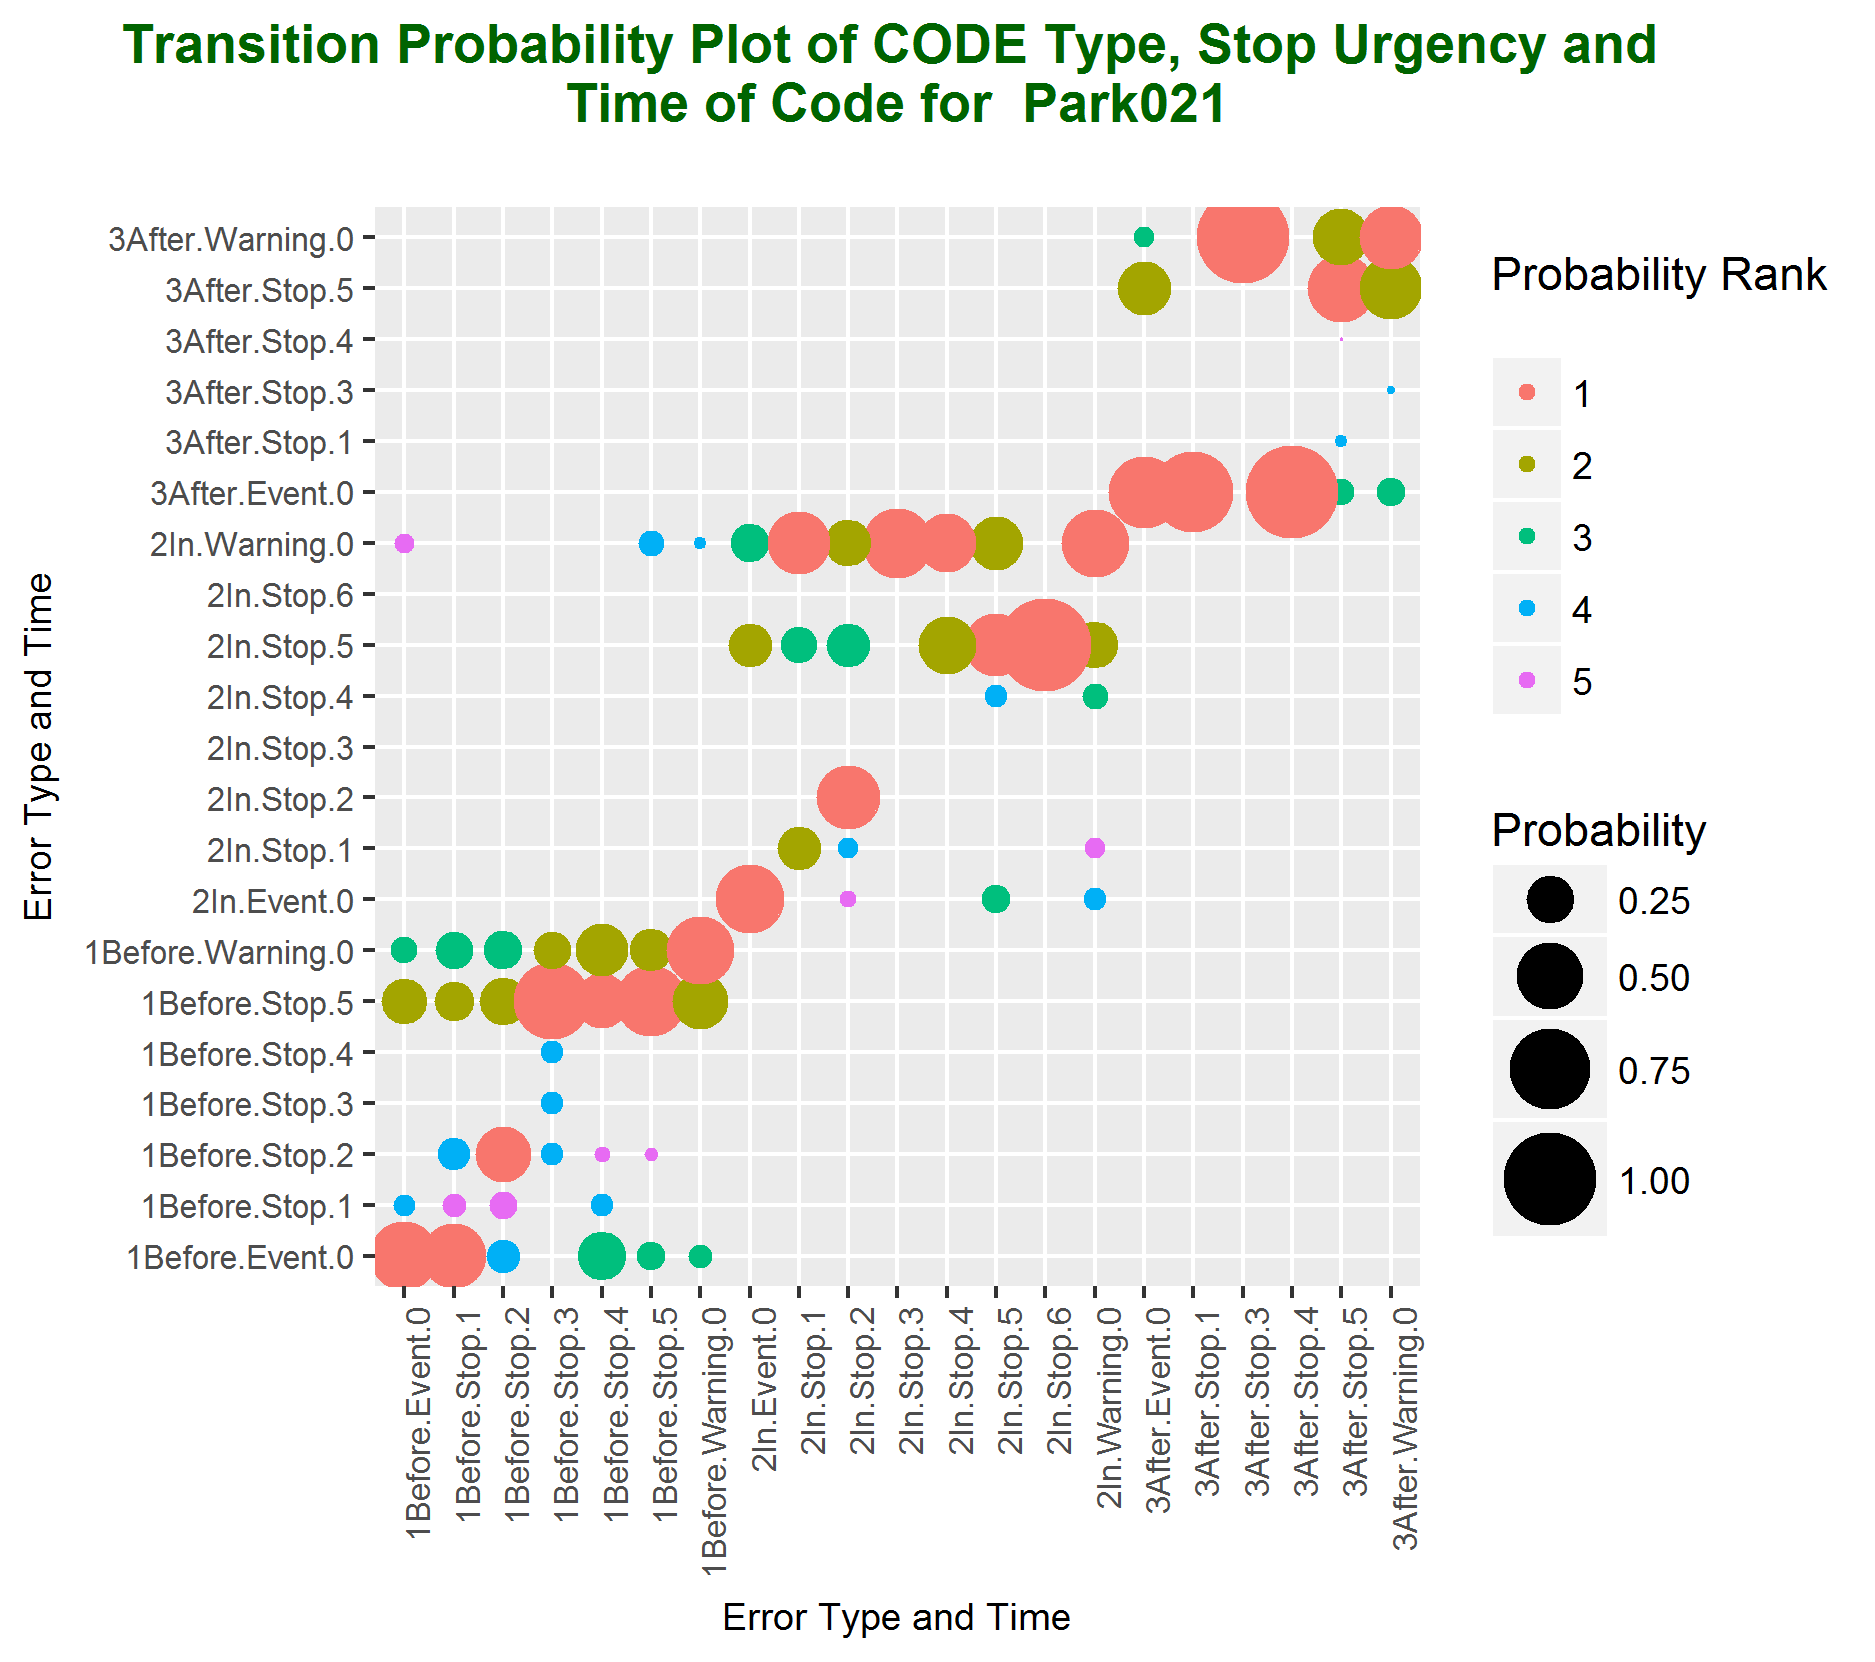 Transition Probability Plot of CODE Type, Stop Urgency and
Time of Code for  Park021
Error Type and Time
3After.Warning.0
3After.Stop.5
3After.Stop.4
3After.Stop.3
3After.Stop.1
3After.Event.0
2In.Warning.0
2In.Stop.6
2In.Stop.5
2In.Stop.4
2In.Stop.3
2In.Stop.2
2In.Stop.1
2In.Event.0
1Before.Warning.0
1Before.Stop.5
1Before.Stop.4
1Before.Stop.3
1Before.Stop.2
1Before.Stop.1
1Before.Event.0
1Before.Event.0
1Before.Stop.1
1Before.Stop.2
1Before.Stop.3
1Before.Stop.4
1Before.Stop.5
1Before.Warning.0
2In.Event.0
2In.Stop.1
2In.Stop.2
2In.Stop.3
2In.Stop.4
2In.Stop.5
2In.Stop.6
2In.Warning.0
3After.Event.0
3After.Stop.1
3After.Stop.3
3After.Stop.4
3After.Stop.5
3After.Warning.0
Error Type and Time
Probability Rank
1
2
3
4
5
Probability
0.25
0.50
0.75
1.00